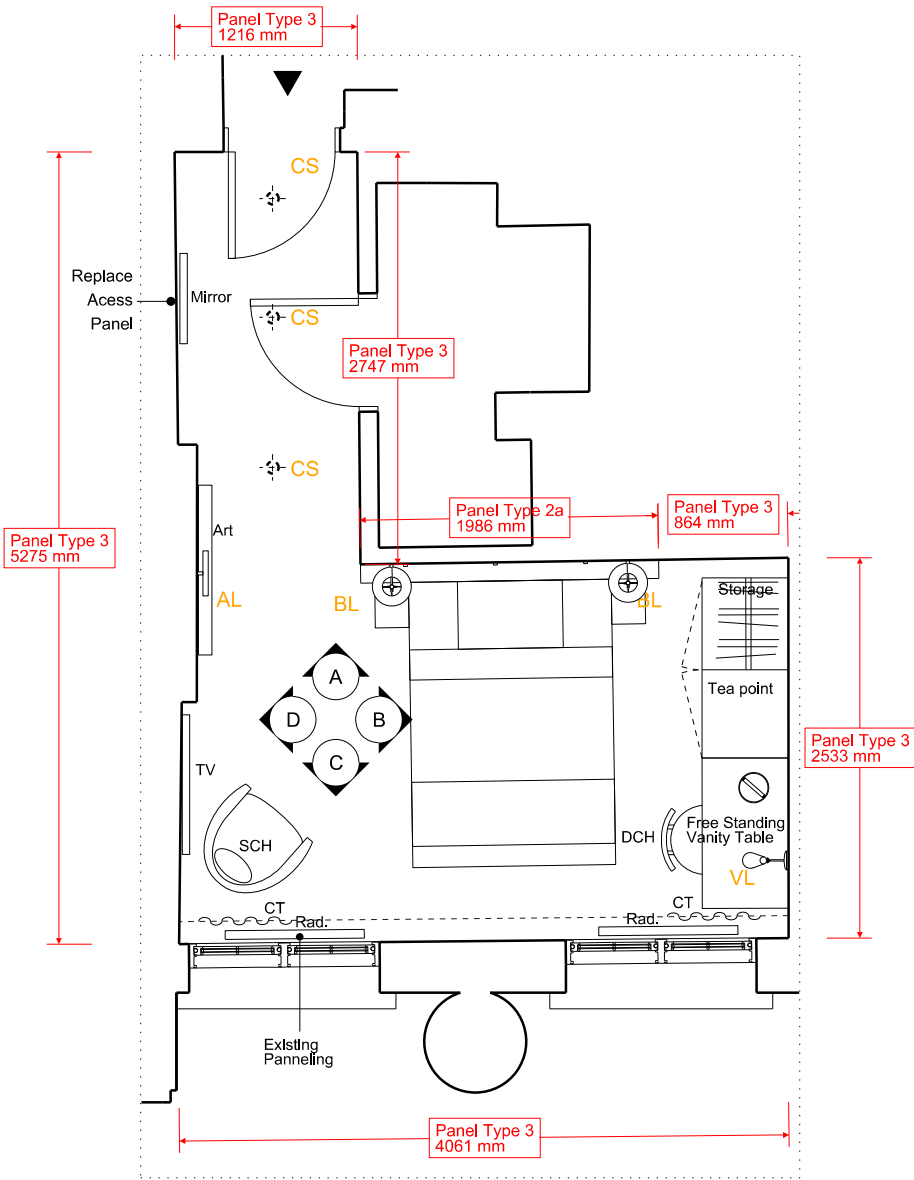 Panel Type 3
1216 mm
CS
Replace
Acess
Panel
Mirror
CS
Panel Type 3
2747 mm
CS
Panel Type 2a
1986 mm
Panel Type 3
864 mm
Panel Type 3
5275 mm
Art
AL
BL
BL
Storage
A
D
B
C
Tea point
Panel Type 3
2533 mm
TV
SCH
DCH
Free Standing
Vanity Table
VL
CT
Rad.
CT
Rad.
Existing
Panneling
Panel Type 3
4061 mm